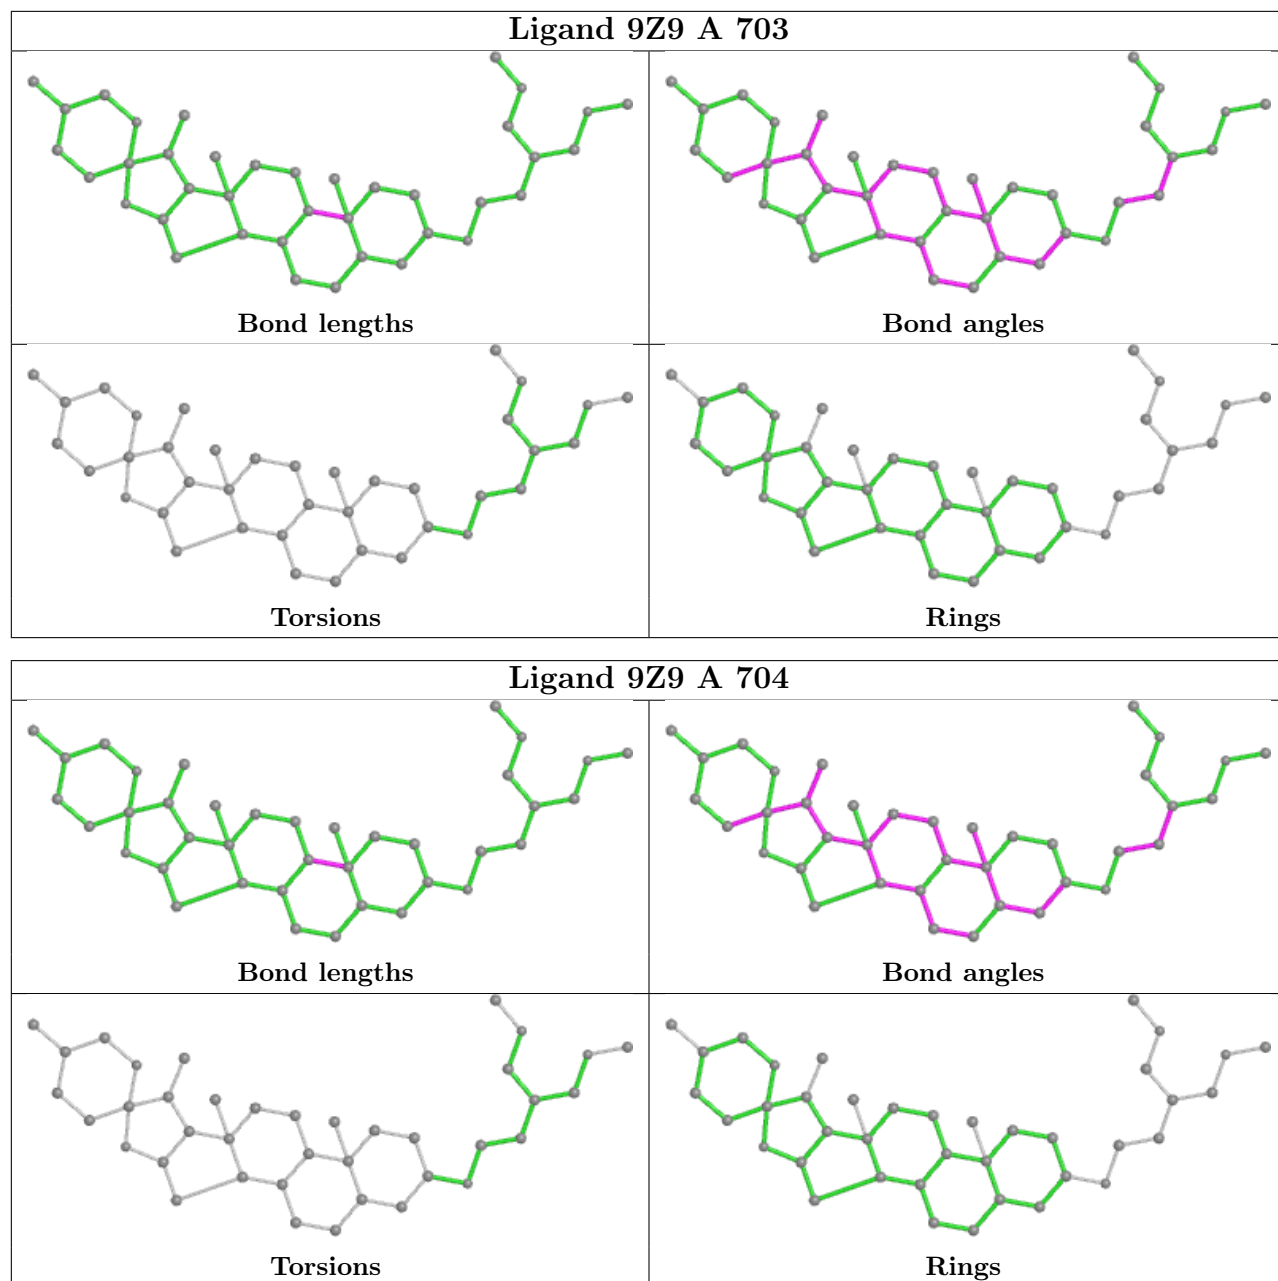 Ligand 9Z9 A 703
Bond lengths
Bond angles
Torsions
Rings
Ligand 9Z9 A 704
Bond lengths
Bond angles
Torsions
Rings